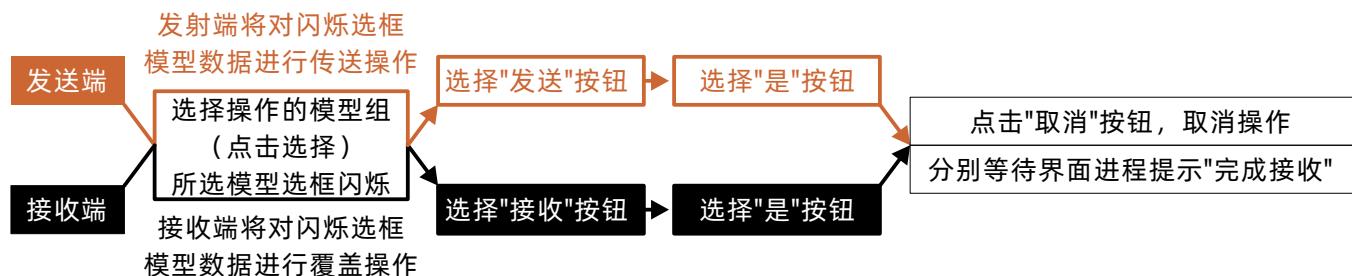 发射端将对闪烁选框
模型数据进行传送操作
发送端
选择操作的模型组
（点击选择）
所选模型选框闪烁
接收端
接收端将对闪烁选框
模型数据进行覆盖操作
选择"发送"按钮
选择"是"按钮
选择"接收"按钮
选择"是"按钮
点击"取消"按钮，取消操作
分别等待界面进程提示"完成接收"